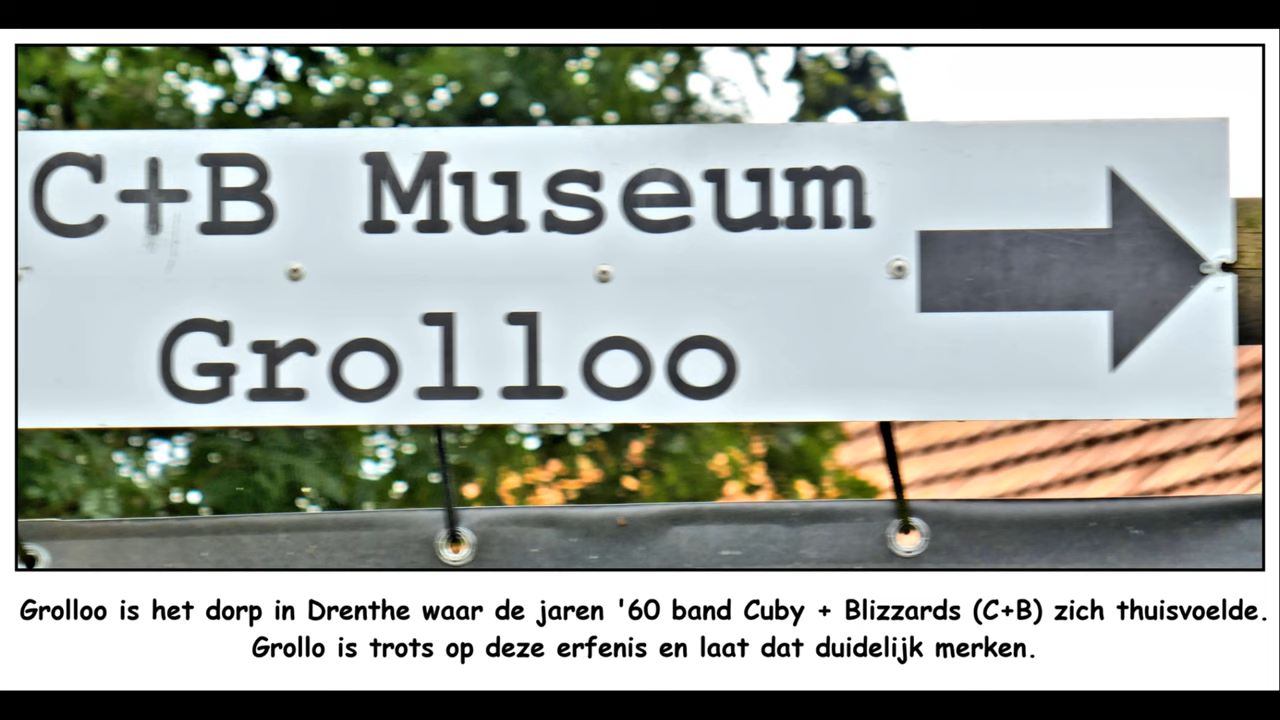 C+B Museum
Grolloo
Grolloo is het dorp in Drenthe waar de jaren '60 band Cuby + Blizzards (C+B) zich thuisvoelde.
Grollo is trots op deze erfenis en laat dat duidelijk merken.